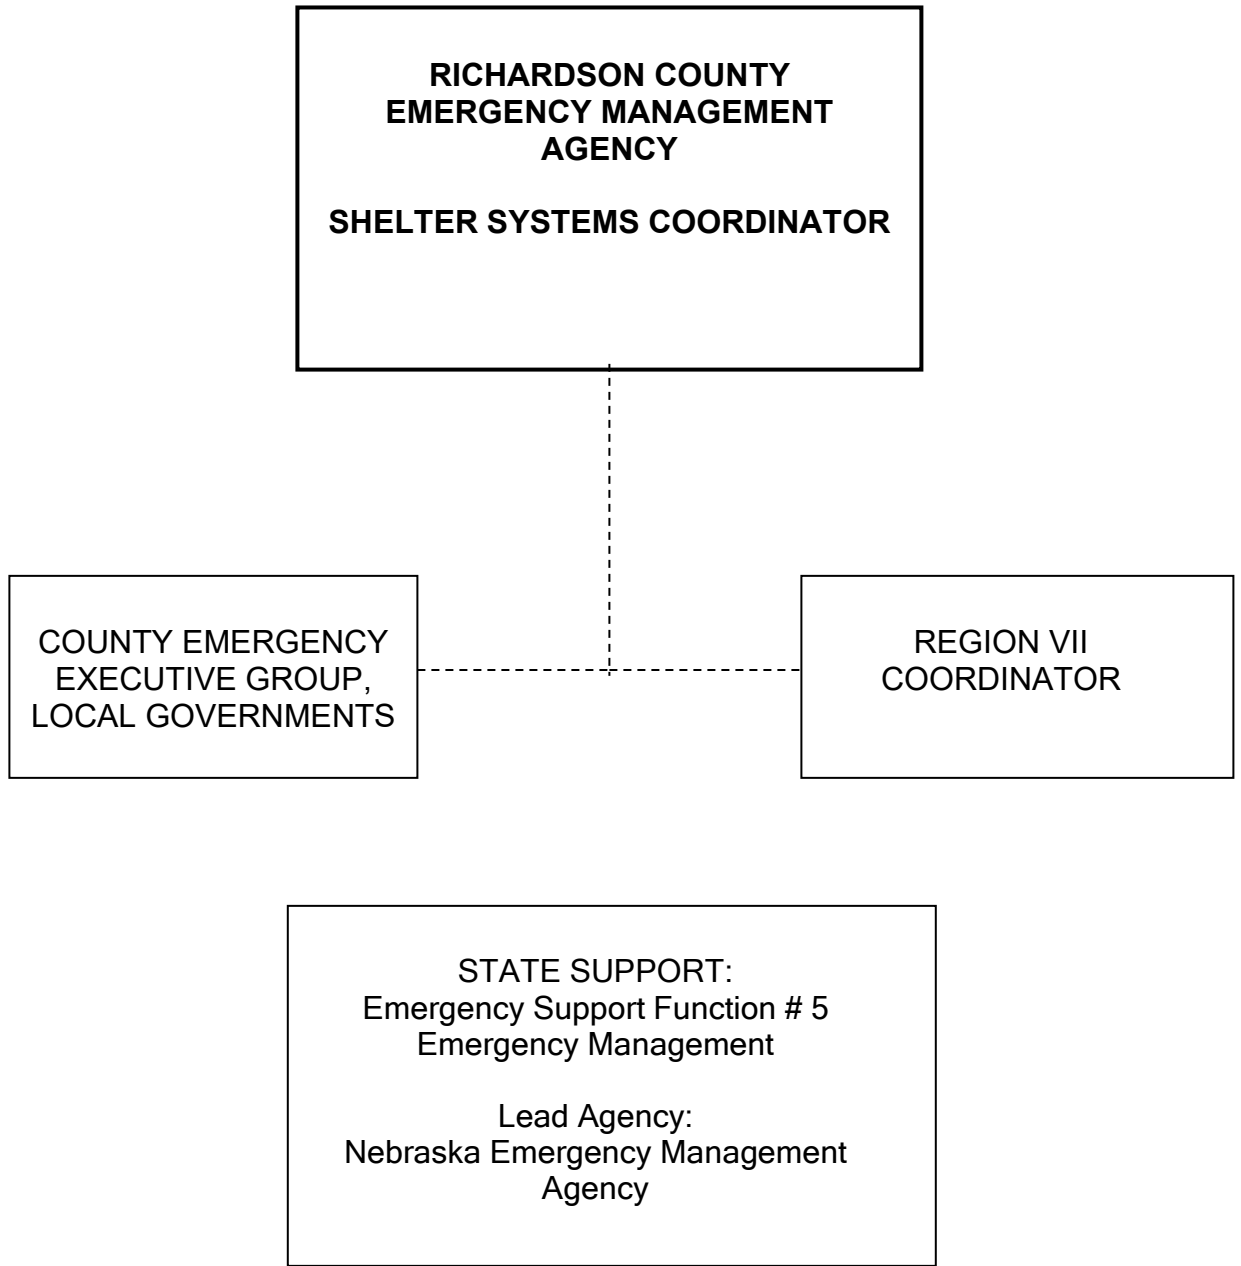 RICHARDSON COUNTY
EMERGENCY MANAGEMENT
AGENCY
SHELTER SYSTEMS COORDINATOR
COUNTY EMERGENCY
EXECUTIVE GROUP,
LOCAL GOVERNMENTS
REGION VII
COORDINATOR
STATE SUPPORT:
Emergency Support Function # 5
Emergency Management
Lead Agency:
Nebraska Emergency Management
Agency